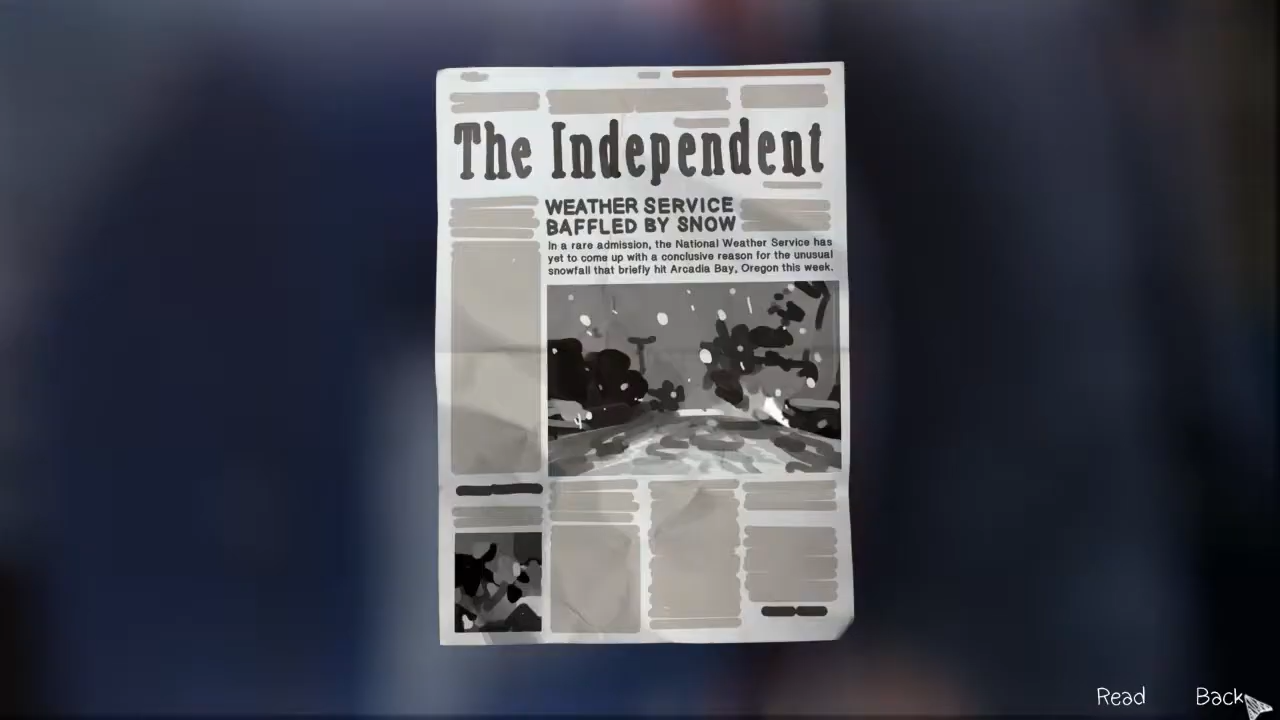 The Independent
WEATHER SERVICE
BAFFLED BY SNOW
In a rare admission, the National Weather Service has
yet to come up with a conclusive reason for the unusual
snowfall that briefly hit Arcadia Bay, Oregon this week.
Read
Back